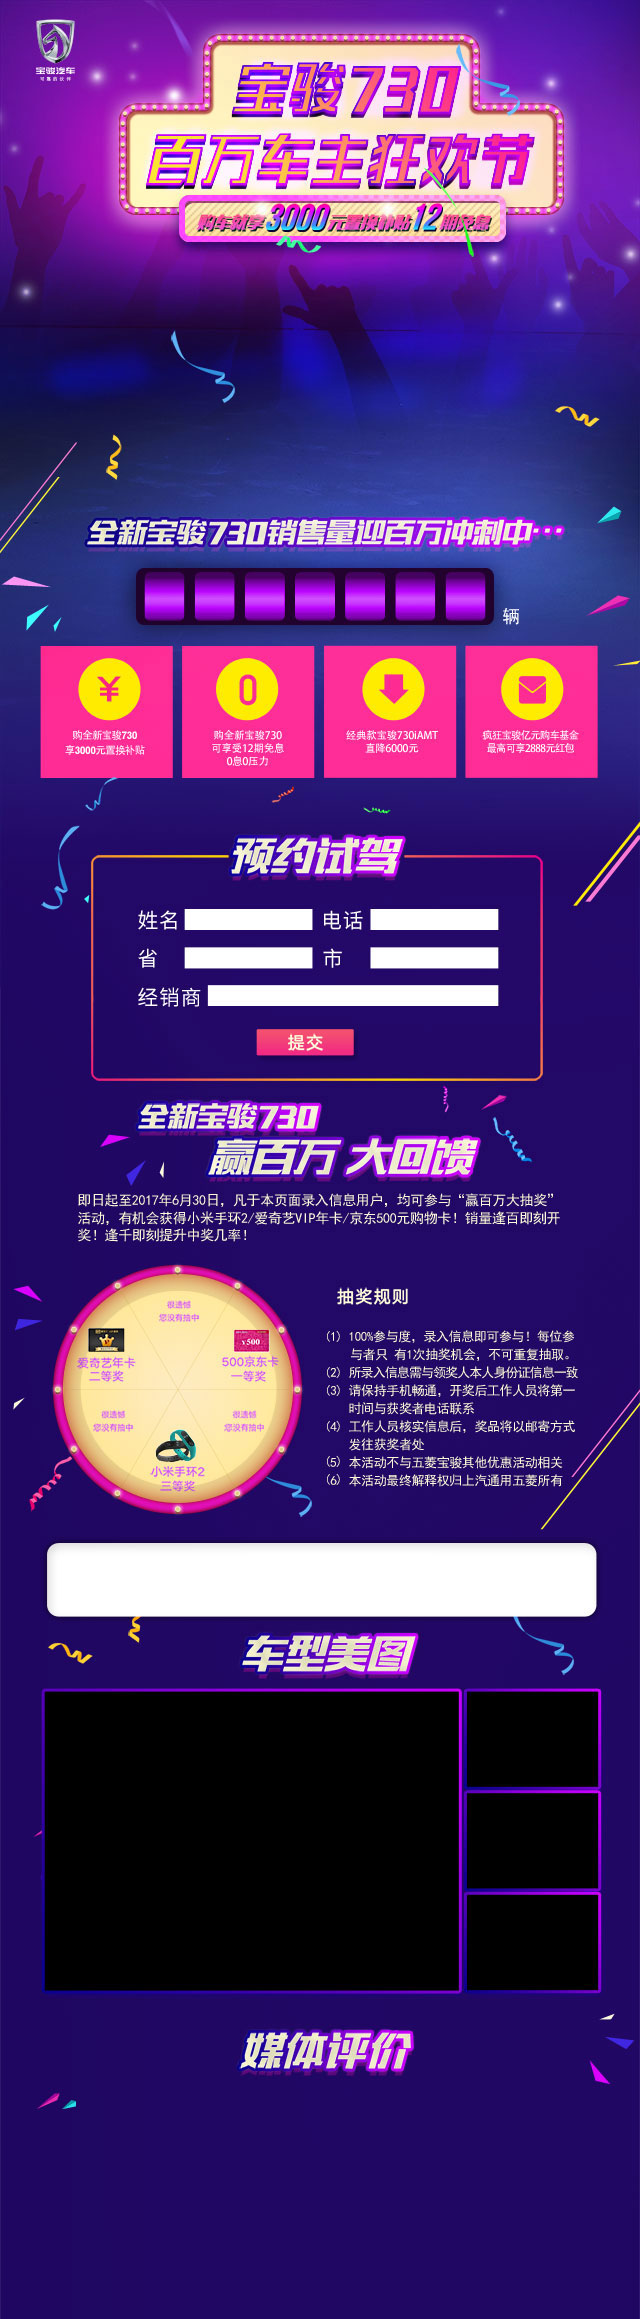 宝骏汽车
可靠的伙伴
宝骏730
百万车主狂欢节
购车就享3000元置换补贴12期免息
全新宝骏730销售量迎百万冲刺中…
辆
¥
0
购全新宝骏730
享3000元置换补贴
购全新宝骏730
可享受12期免息
0息0压力
经典款宝骏730iAMT
直降6000元
疯狂宝骏亿元购车基金
最高可享2888元红包
预约试驾
姓名
电话
省
市
经销商
提交
全新宝骏730
赢百万 大回馈
即日起至2017年6月30日，凡于本页面录入信息用户，均可参与“赢百万大抽奖”
活动，有机会获得小米手环2/爱奇艺VIP年卡/京东500元购物卡！销量逢百即刻开
奖！逢千即刻提升中奖几率！
很遗憾
您没有抽中
爱奇艺年卡
二等奖
¥500
500京东卡
一等奖
很遗憾
您没有抽中
很遗憾
您没有抽中
小米手环2
三等奖
抽奖规则
(1) 100%参与度，录入信息即可参与！每位参
与者只 有1次抽奖机会，不可重复抽取。
(2) 所录入信息需与领奖人本人身份证信息一致
(3) 请保持手机畅通，开奖后工作人员将第一
时间与获奖者电话联系
(4) 工作人员核实信息后，奖品将以邮寄方式
发往获奖者处
(5) 本活动不与五菱宝骏其他优惠活动相关
(6) 本活动最终解释权归上汽通用五菱所有
车型美图
媒体评价